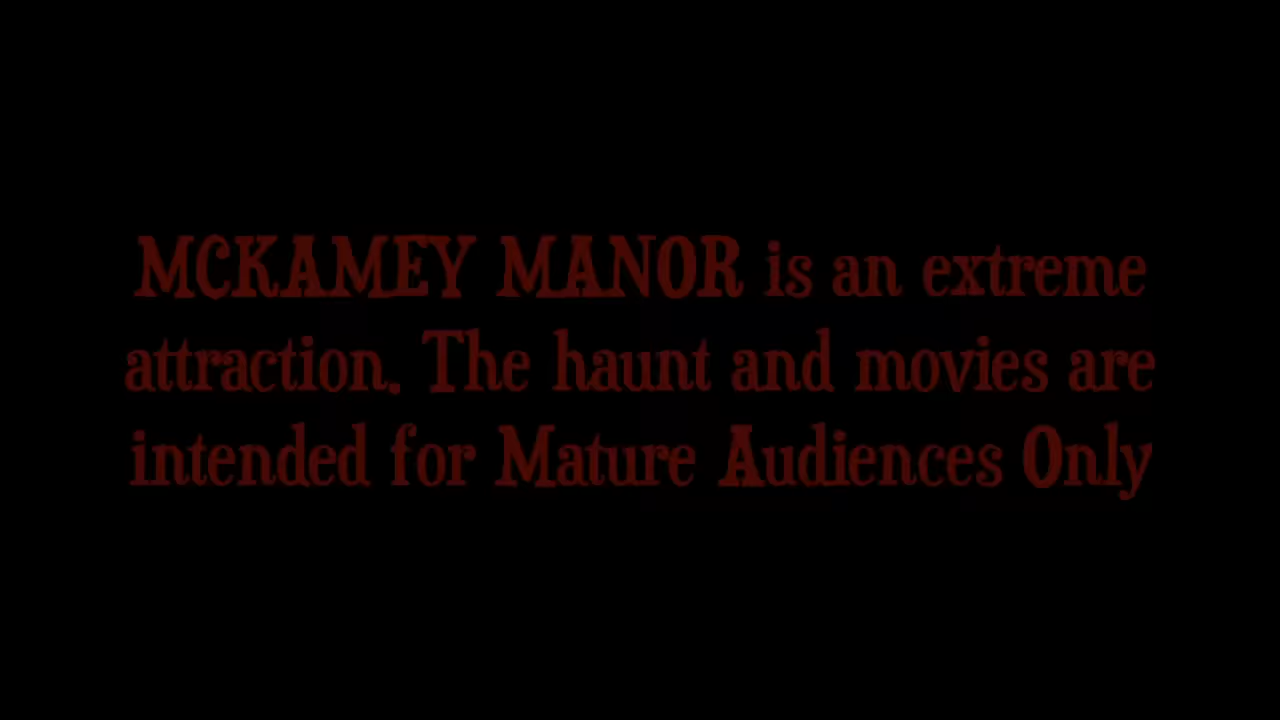 MCKAMEY MANOR is an extreme
attraction. The haunt and movies are
intended for Mature Audiences Only